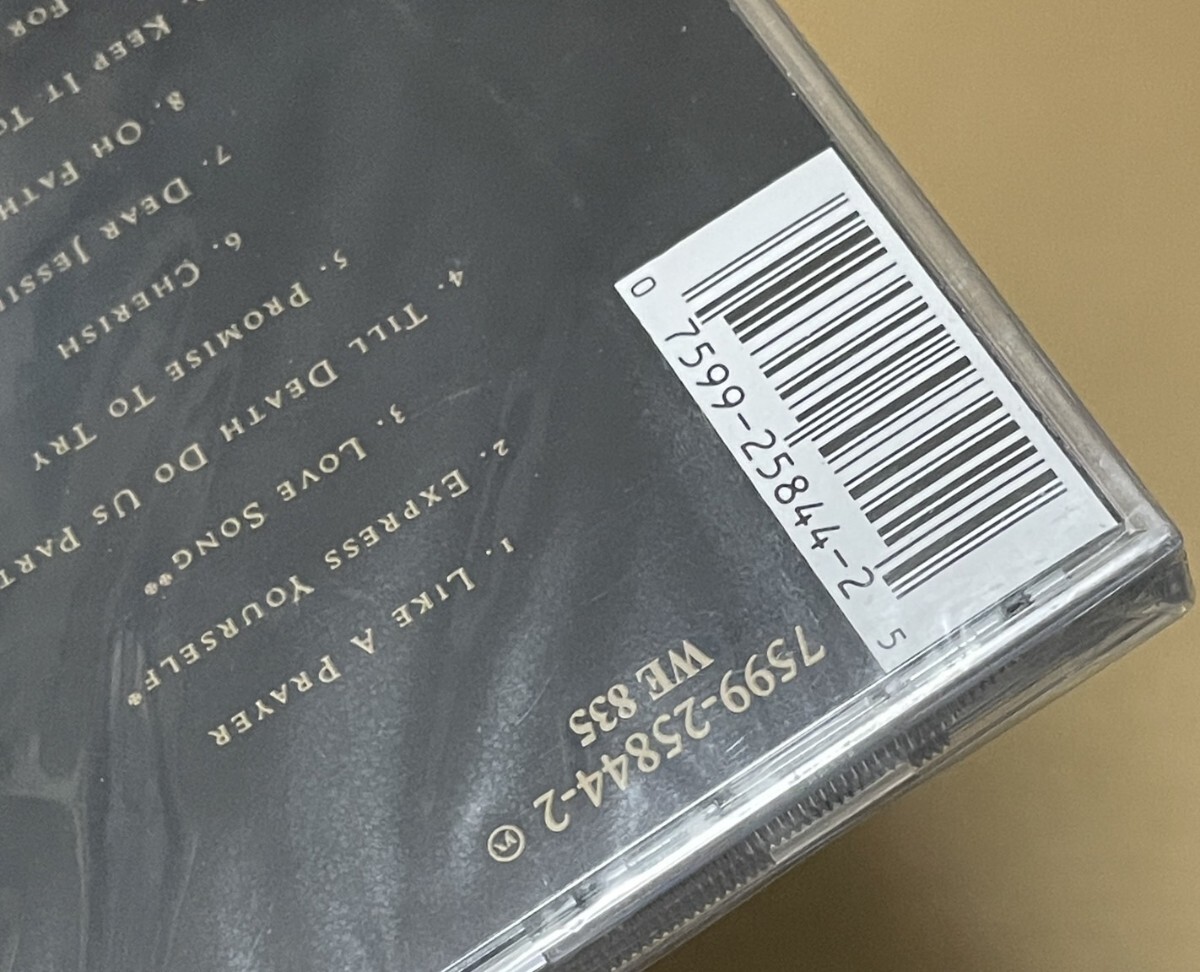 7599-25844-2
WE 835
1. LIKE A PRAYER
2. EXPRESS YOURSELF*
3. LOVE SONG**
4. TILL DEATH DO US PART
5. PROMISE TO TRY
6. CHERISH
7. DEAR JESSI
8. OH FATH
KEEP IT TO
FOR
0 7599-25844-2 5